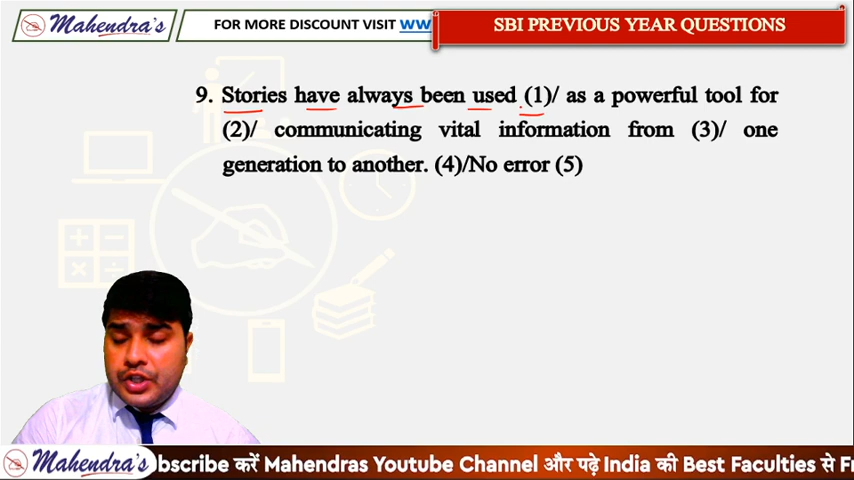 Mahendra's
FOR MORE DISCOUNT VISIT WW
SBI PREVIOUS YEAR QUESTIONS
9. Stories have always been used (1)/ as a powerful tool for
(2)/ communicating vital information from (3)/ one
generation to another. (4)/No error (5)
Mahendra's
bscribe करें Mahendras Youtube Channel और पढ़े India की Best Faculties से Fr